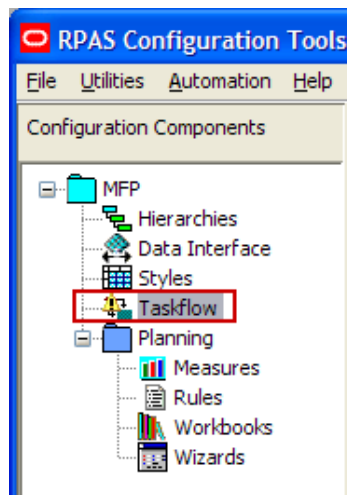 RPAS Configuration Tools
File Utilities Automation Help
Configuration Components
MFP
Hierarchies
Data Interface
Styles
Taskflow
Planning
Measures
Rules
Workbooks
Wizards